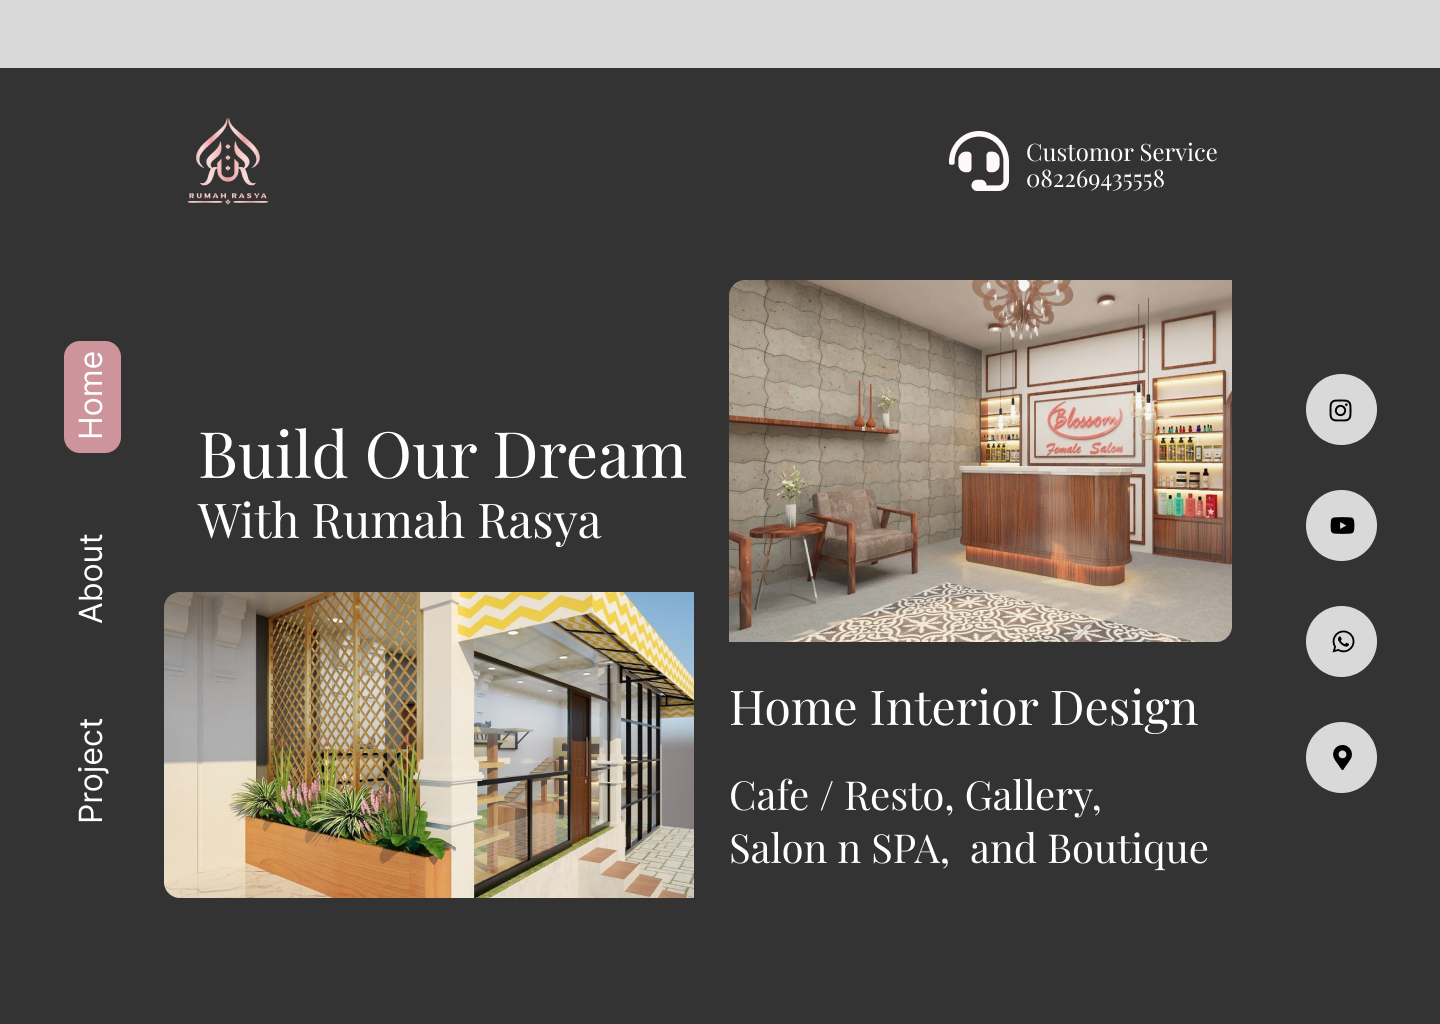 RUMAH RASYA
Customor Service
082269435558
Home
About
Project
Build Our Dream
With Rumah Rasya
Blossom
Female Salon
Home Interior Design
Cafe / Resto, Gallery,
Salon n SPA,  and Boutique